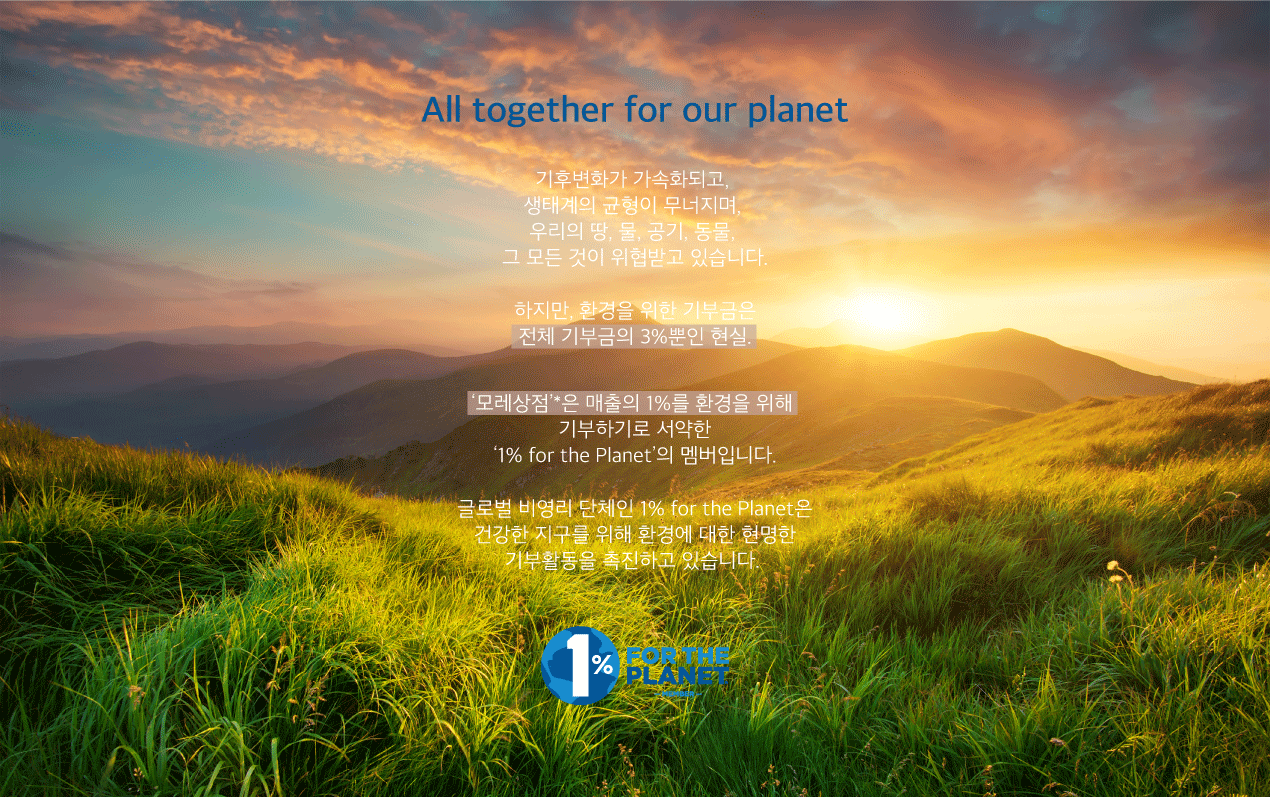 All together for our planet
기후변화가 가속화되고,
생태계의 균형이 무너지며,
우리의 땅, 물, 공기, 동물,
그 모든 것이 위협받고 있습니다.
하지만, 환경을 위한 기부금은
전체 기부금의 3%뿐인 현실.
‘모레상점’*은 매출의 1%를 환경을 위해
기부하기로 서약한
‘1% for the Planet’의 멤버입니다.
글로벌 비영리 단체인 1% for the Planet은
건강한 지구를 위해 환경에 대한 현명한
기부활동을 촉진하고 있습니다.
1% FOR THE
PLANET